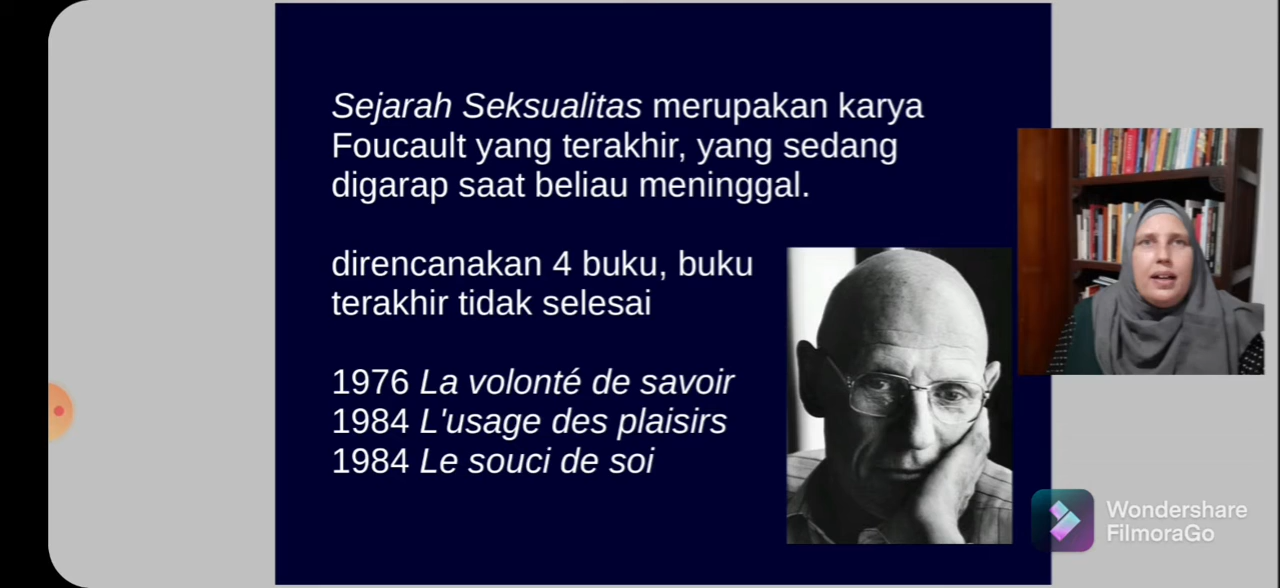 Sejarah Seksualitas merupakan karya
Foucault yang terakhir, yang sedang
digarap saat beliau meninggal.
direncanakan 4 buku, buku
terakhir tidak selesai
1976 La volonté de savoir
1984 L'usage des plaisirs
1984 Le souci de soi
Wondershare
FilmoraGo